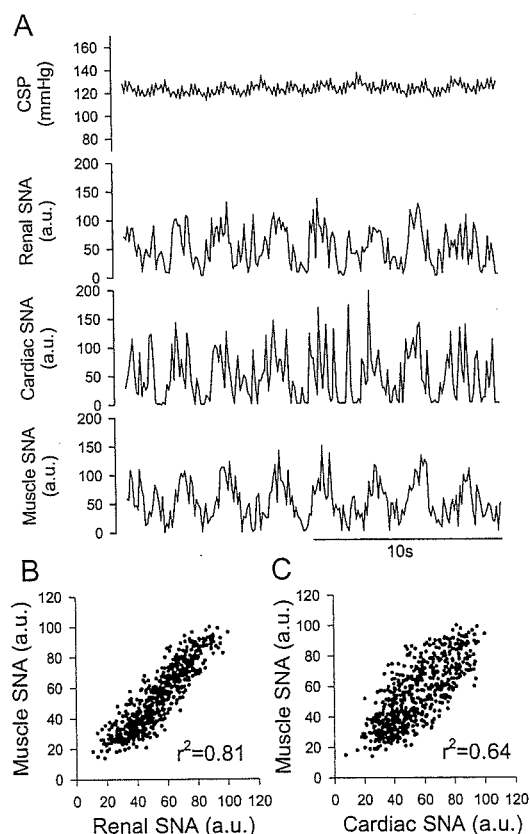 A
CSP
(mmHg)
160
140
120
100
80
Renal SNA
(a.u.)
200
150
100
50
0
Cardiac SNA
(a.u.)
200
150
100
50
0
Muscle SNA
(a.u.)
200
150
100
50
0
10s
B
Muscle SNA (a.u.)
120
100
80
60
40
20
0
r²=0.81
0 20 40 60 80 100 120
Renal SNA (a.u.)
C
Muscle SNA (a.u.)
120
100
80
60
40
20
0
r²=0.64
0 20 40 60 80 100 120
Cardiac SNA (a.u.)